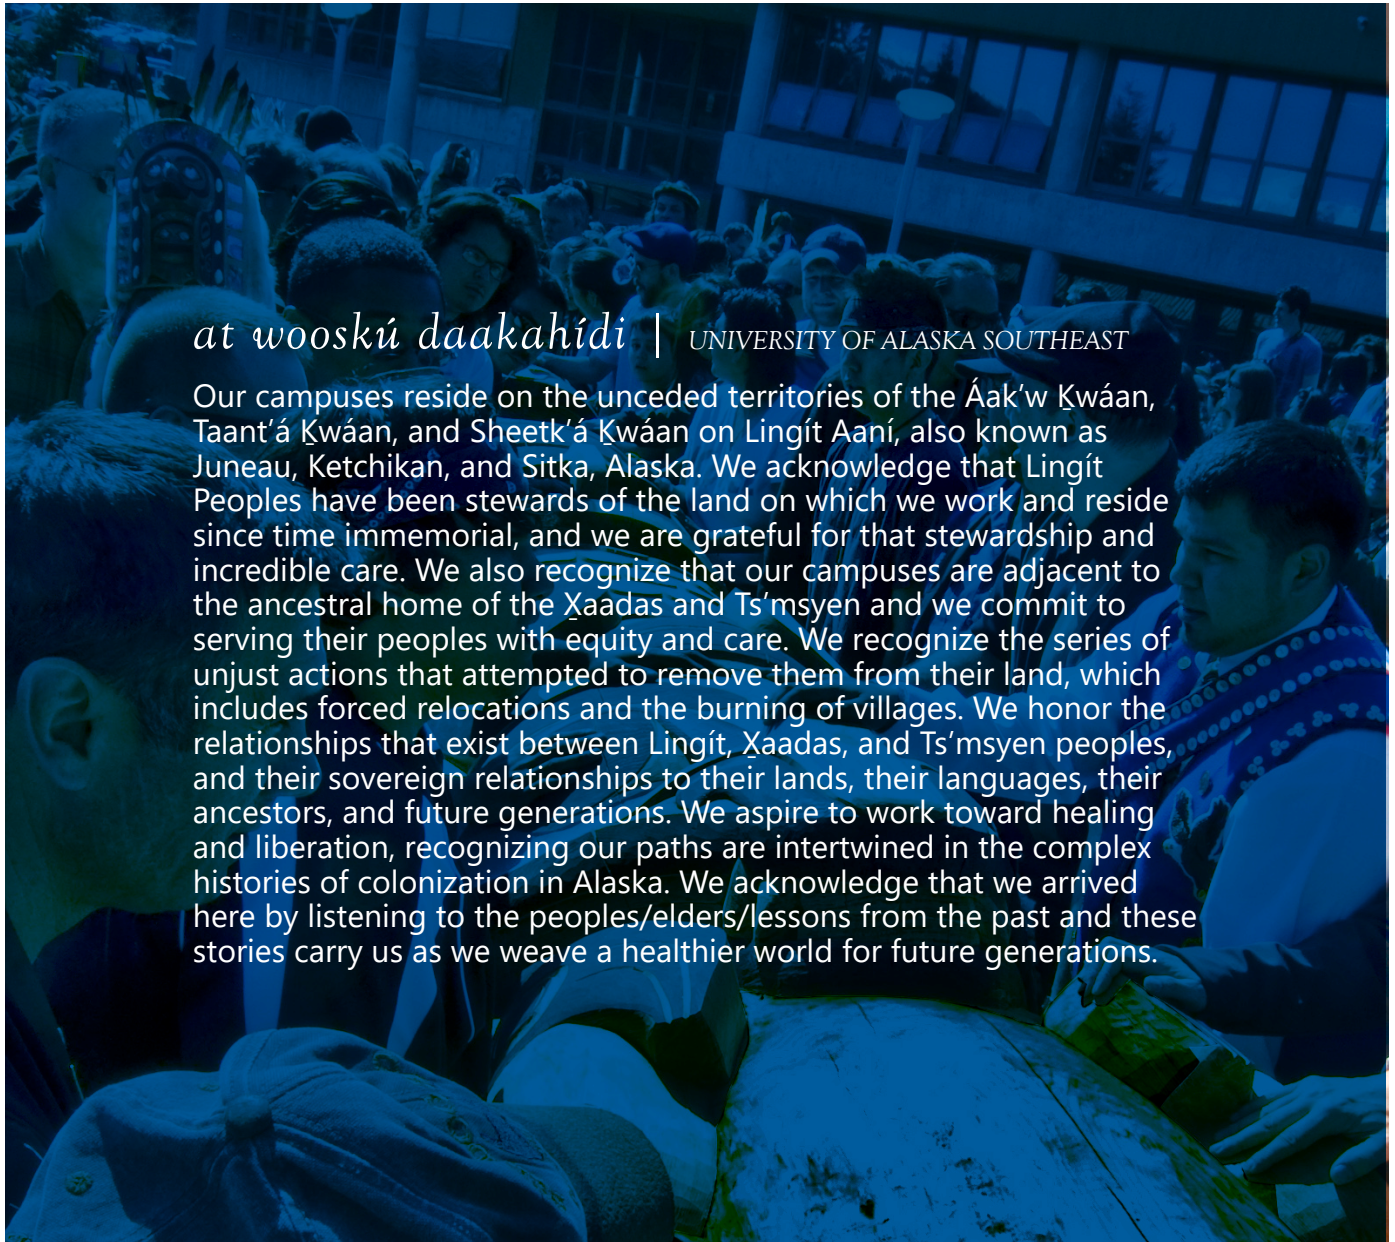 at wooskú daakahídi | UNIVERSITY OF ALASKA SOUTHEAST
Our campuses reside on the unceded territories of the Áak’w Ḵwáan,
Taant’á Ḵwáan, and Sheetk’á Ḵwáan on Lingít Aaní, also known as
Juneau, Ketchikan, and Sitka, Alaska. We acknowledge that Lingít
Peoples have been stewards of the land on which we work and reside
since time immemorial, and we are grateful for that stewardship and
incredible care. We also recognize that our campuses are adjacent to
the ancestral home of the X̱aadas and Ts’msyen and we commit to
serving their peoples with equity and care. We recognize the series of
unjust actions that attempted to remove them from their land, which
includes forced relocations and the burning of villages. We honor the
relationships that exist between Lingít, X̱aadas, and Ts’msyen peoples,
and their sovereign relationships to their lands, their languages, their
ancestors, and future generations. We aspire to work toward healing
and liberation, recognizing our paths are intertwined in the complex
histories of colonization in Alaska. We acknowledge that we arrived
here by listening to the peoples/elders/lessons from the past and these
stories carry us as we weave a healthier world for future generations.